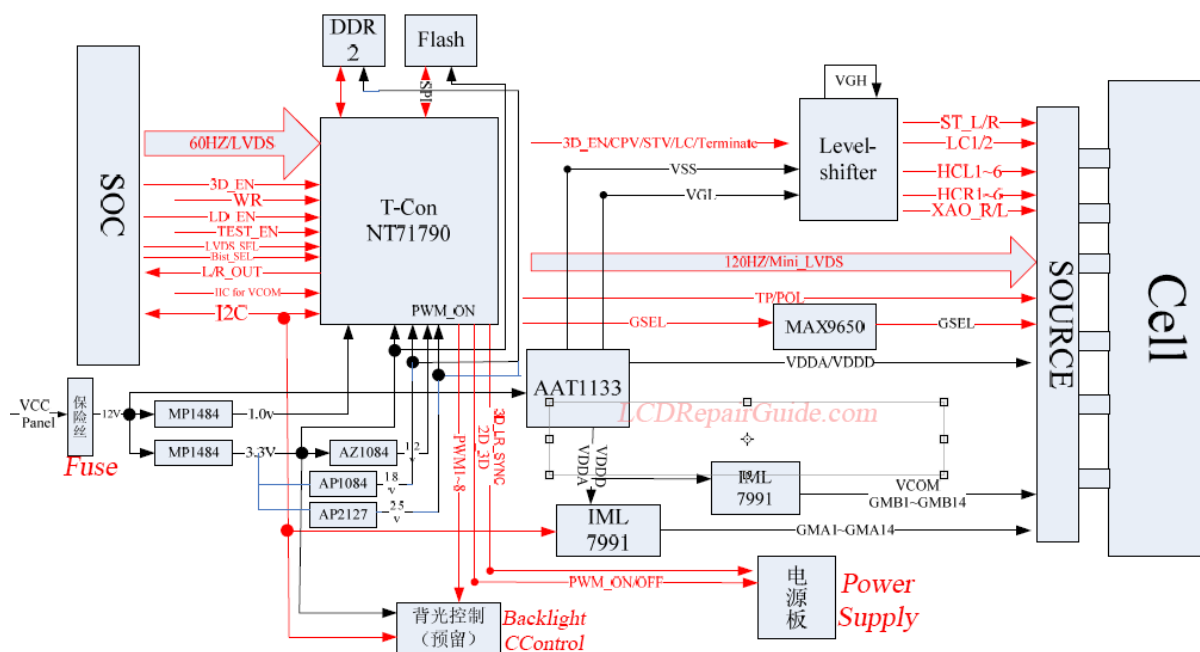 DDR
2
Flash
SPI
VGH
SOC
60HZ/LVDS
3D_EN
WR
LD_EN
TEST_EN
LVDS_SEL
Bist_SEL
L/R_OUT
IIC for VCOM
I2C
T-Con
NT71790
PWM_ON
3D_EN/CPV/STV/LC/Terminate
VSS
VGL
Level-
shifter
ST_L/R
LC1/2
HCL1~6
HCR1~6
XAO_R/L
120HZ/Mini_LVDS
TP/POL
GSEL
MAX9650
GSEL
SOURCE
Cell
AAT1133
VDDA/VDDD
LCDRepairGuide.com
VCC
Panel
保险丝
Fuse
12V
MP1484
1.0v
MP1484
3.3V
AZ1084
1.2
v
AP1084
1.8
v
AP2127
2.5
v
PWM1~8
2D_3D
3D_LR_SYNC
VDDA
VDDD
IML
7991
VCOM
GMB1~GMB14
IML
7991
GMA1~GMA14
PWM_ON/OFF
电源板
Power
Supply
背光控制
(预留)
Backlight
CControl